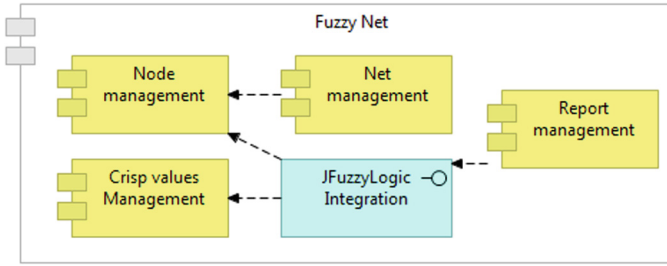 Fuzzy Net
Node
management
Net
management
Report
management
Crisp values
Management
JFuzzyLogic
Integration